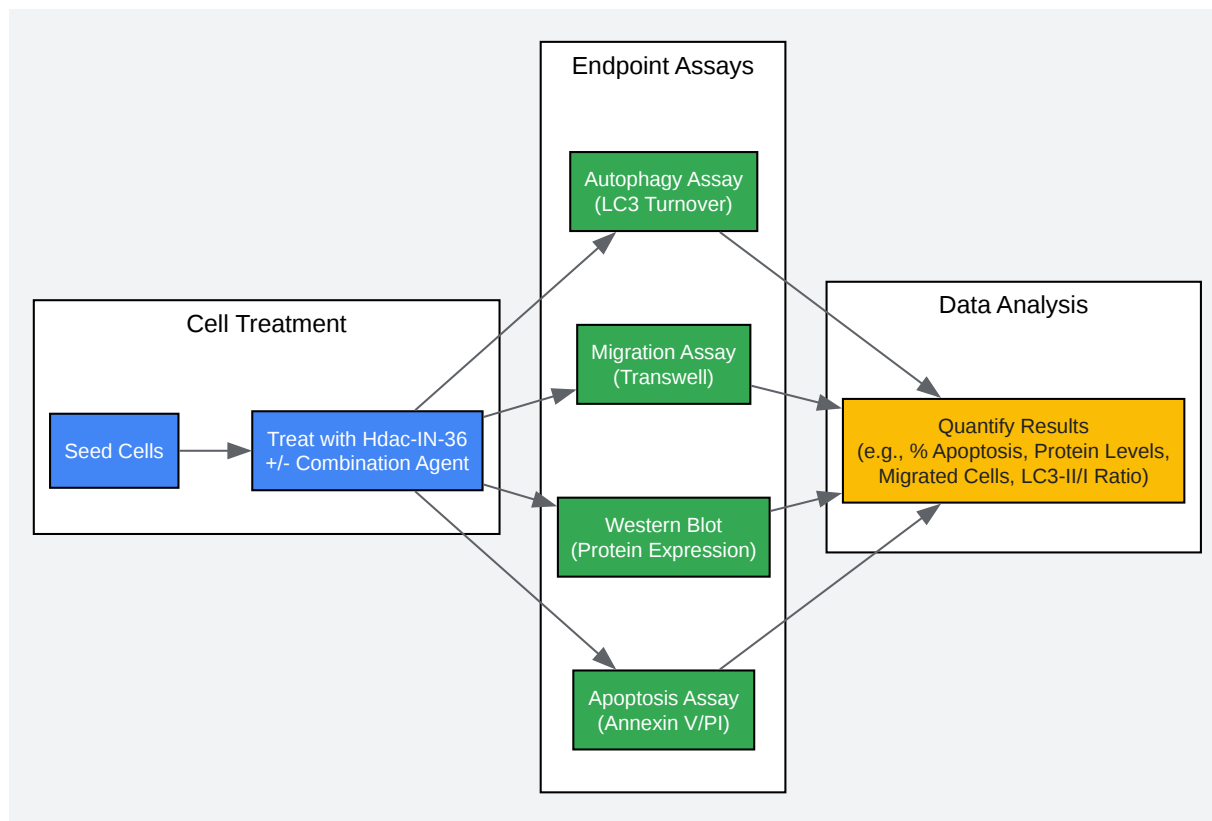 Cell Treatment
Seed Cells
Treat with Hdac-IN-36
+/- Combination Agent
Endpoint Assays
Autophagy Assay
(LC3 Turnover)
Migration Assay
(Transwell)
Western Blot
(Protein Expression)
Apoptosis Assay
(Annexin V/PI)
Data Analysis
Quantify Results
(e.g., % Apoptosis, Protein Levels,
Migrated Cells, LC3-II/I Ratio)